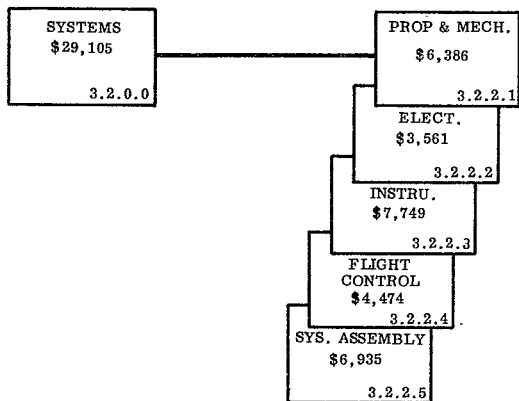 SYSTEMS
$29,105
3.2.0.0
PROP & MECH.
$6,386
3.2.2.1
ELECT.
$3,561
3.2.2.2
INSTRU.
$7,749
3.2.2.3
FLIGHT
CONTROL
$4,474
3.2.2.4
SYS. ASSEMBLY
$6,935
3.2.2.5